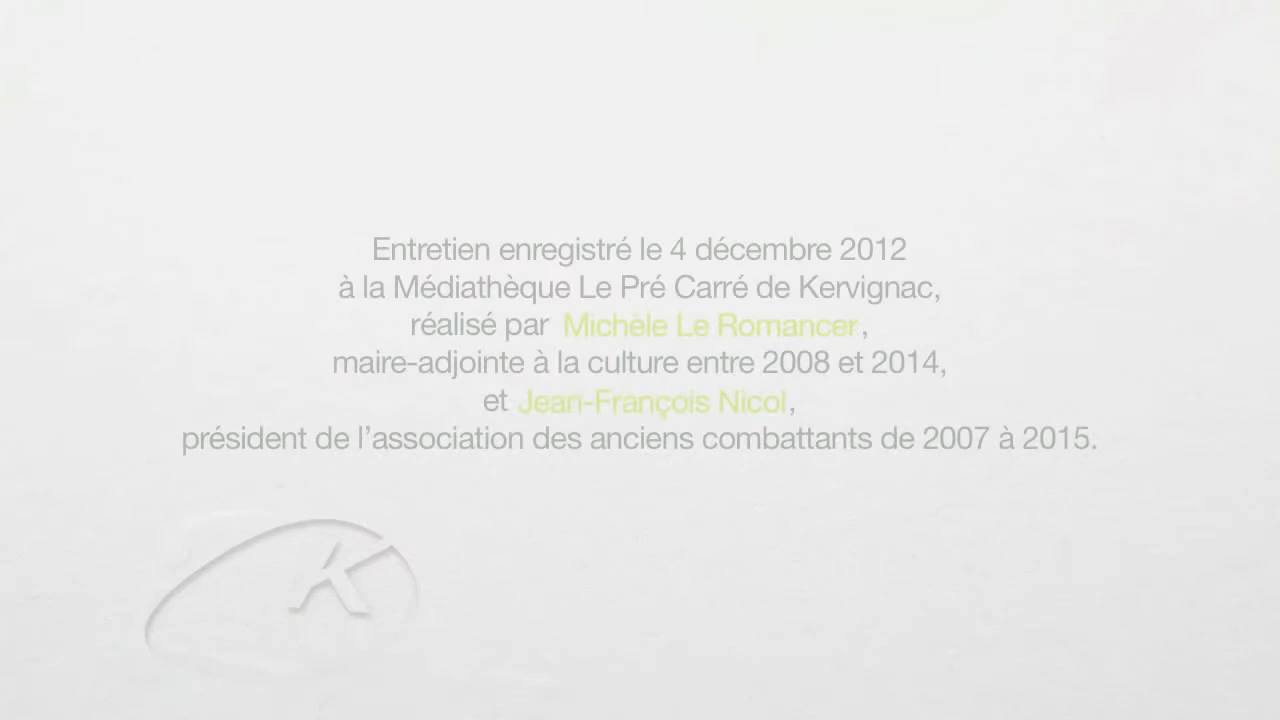 Entretien enregistré le 4 décembre 2012
à la Médiathèque Le Pré Carré de Kervignac,
réalisé par Michèle Le Romancer,
maire-adjointe à la culture entre 2008 et 2014,
et Jean-François Nicol,
président de l’association des anciens combattants de 2007 à 2015.
K